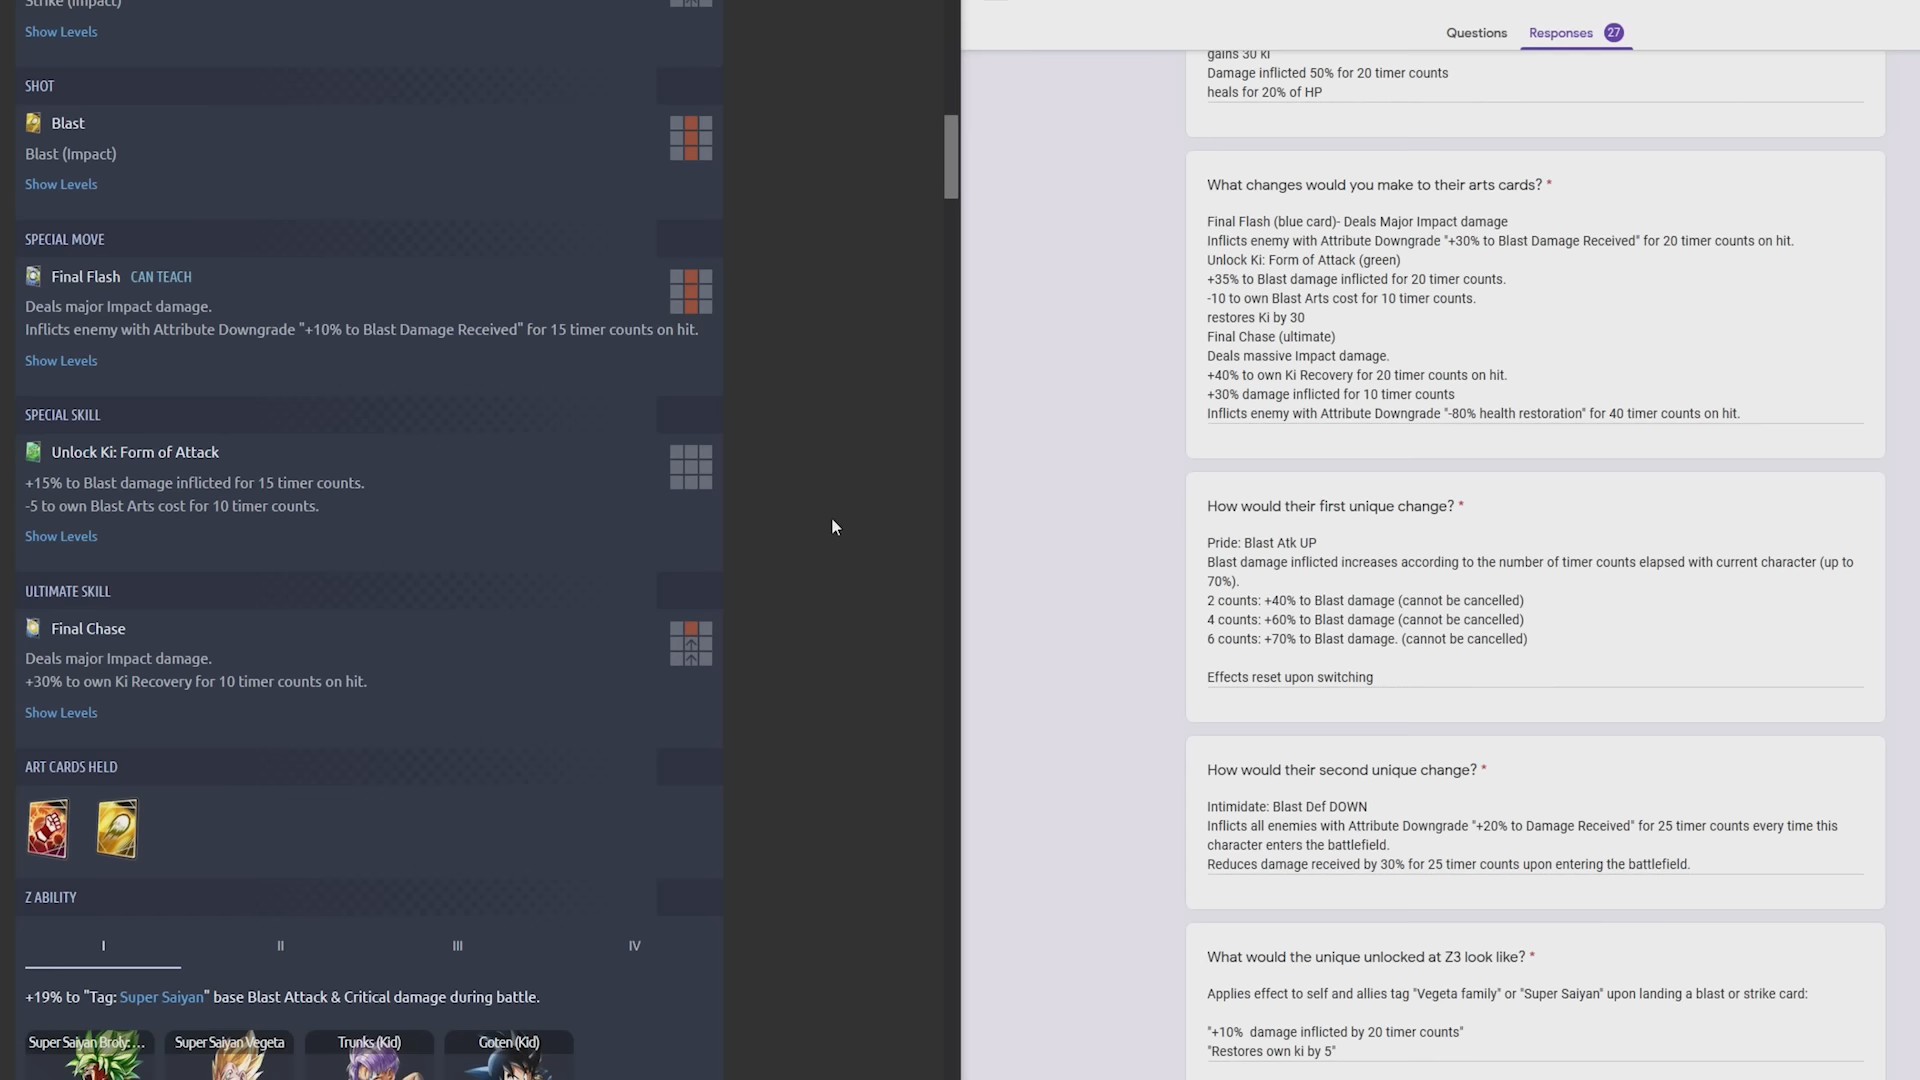 Strike (Impact)
Show Levels
SHOT
Blast
Blast (Impact)
Show Levels
SPECIAL MOVE
Final Flash CAN TEACH
Deals major Impact damage.
Inflicts enemy with Attribute Downgrade "+10% to Blast Damage Received" for 15 timer counts on hit.
Show Levels
SPECIAL SKILL
Unlock Ki: Form of Attack
+15% to Blast damage inflicted for 15 timer counts.
-5 to own Blast Arts cost for 10 timer counts.
Show Levels
ULTIMATE SKILL
Final Chase
Deals major Impact damage.
+30% to own Ki Recovery for 10 timer counts on hit.
Show Levels
ART CARDS HELD
Z ABILITY
I II III IV
+19% to "Tag: Super Saiyan" base Blast Attack & Critical damage during battle.
Super Saiyan Broly:... Super Saiyan Vegeta Trunks (Kid) Goten (Kid)
Questions Responses 27
gains 30 ki
Damage inflicted 50% for 20 timer counts
heals for 20% of HP
What changes would you make to their arts cards? *
Final Flash (blue card)- Deals Major Impact damage
Inflicts enemy with Attribute Downgrade "+30% to Blast Damage Received" for 20 timer counts on hit.
Unlock Ki: Form of Attack (green)
+35% to Blast damage inflicted for 20 timer counts.
-10 to own Blast Arts cost for 10 timer counts.
restores Ki by 30
Final Chase (ultimate)
Deals massive Impact damage.
+40% to own Ki Recovery for 20 timer counts on hit.
+30% damage inflicted for 10 timer counts
Inflicts enemy with Attribute Downgrade "-80% health restoration" for 40 timer counts on hit.
How would their first unique change? *
Pride: Blast Atk UP
Blast damage inflicted increases according to the number of timer counts elapsed with current character (up to
70%).
2 counts: +40% to Blast damage (cannot be cancelled)
4 counts: +60% to Blast damage (cannot be cancelled)
6 counts: +70% to Blast damage. (cannot be cancelled)
Effects reset upon switching
How would their second unique change? *
Intimidate: Blast Def DOWN
Inflicts all enemies with Attribute Downgrade "+20% to Damage Received" for 25 timer counts every time this
character enters the battlefield.
Reduces damage received by 30% for 25 timer counts upon entering the battlefield.
What would the unique unlocked at Z3 look like? *
Applies effect to self and allies tag "Vegeta family" or "Super Saiyan" upon landing a blast or strike card:
"+10% damage inflicted by 20 timer counts"
"Restores own ki by 5"